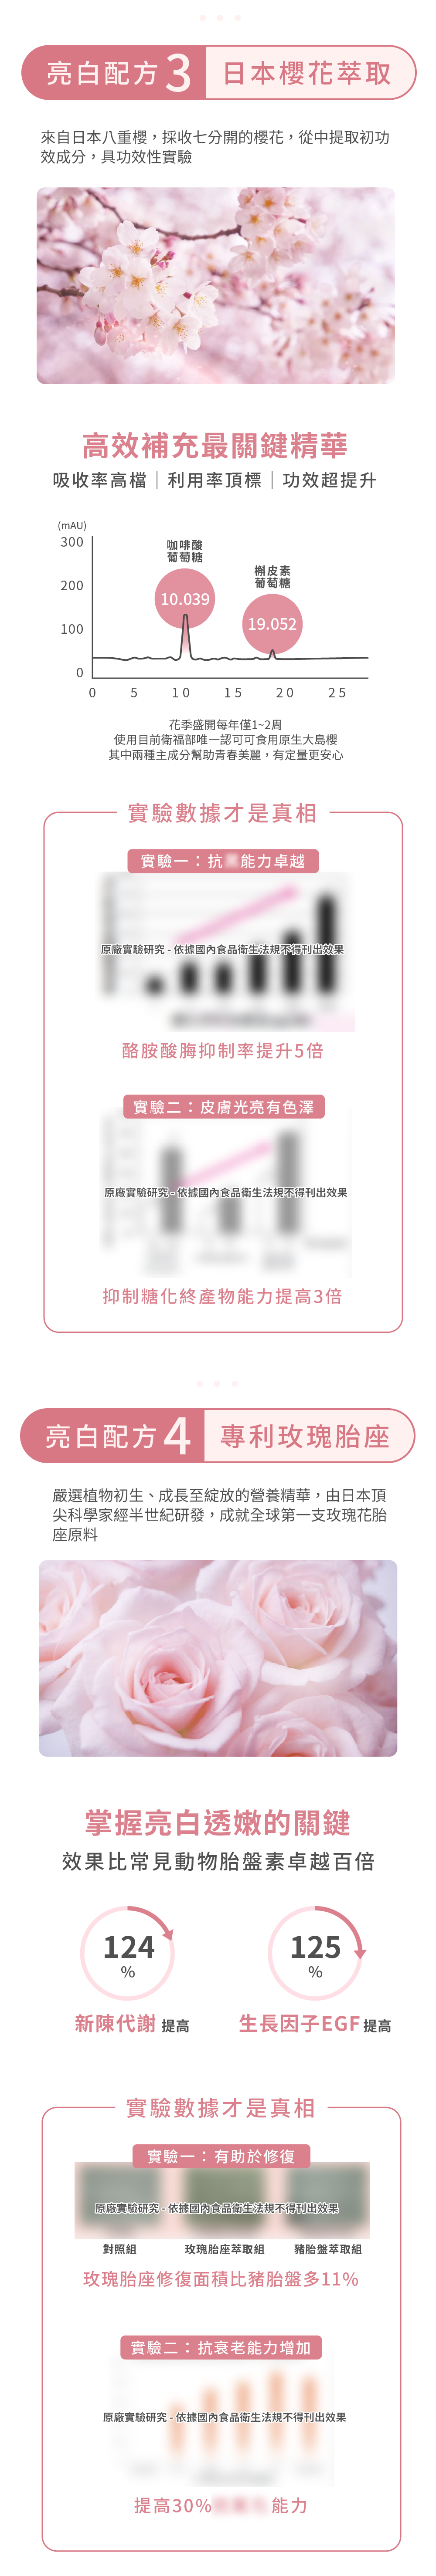 亮白配方3 日本櫻花萃取
來自日本八重櫻，採收七分開的櫻花，從中提取初功
效成分，具功效性實驗
高效補充最關鍵精華
吸收率高檔｜利用率頂標｜功效超提升
(mAU)
300
200
100
0
咖啡酸
葡萄糖
10.039
槲皮素
葡萄糖
19.052
0 5 10 15 20 25
花季盛開每年僅1~2周
使用目前衛福部唯一認可可食用原生大島櫻
其中兩種主成分幫助青春美麗，有定量更安心
實驗數據才是真相
實驗一：抗 能力卓越
原廠實驗研究 - 依據國內食品衛生法規不得刊出效果
酪胺酸脢抑制率提升5倍
實驗二：皮膚光亮有色澤
原廠實驗研究 - 依據國內食品衛生法規不得刊出效果
抑制糖化終產物能力提高3倍
亮白配方4 專利玫瑰胎座
嚴選植物初生、成長至綻放的營養精華，由日本頂
尖科學家經半世紀研發，成就全球第一支玫瑰花胎
座原料
掌握亮白透嫩的關鍵
效果比常見動物胎盤素卓越百倍
124
%
新陳代謝 提高
125
%
生長因子EGF 提高
實驗數據才是真相
實驗一：有助於修復
原廠實驗研究 - 依據國內食品衛生法規不得刊出效果
對照組 玫瑰胎座萃取組 豬胎盤萃取組
玫瑰胎座修復面積比豬胎盤多11%
實驗二：抗衰老能力增加
原廠實驗研究 - 依據國內食品衛生法規不得刊出效果
提高30% 能力